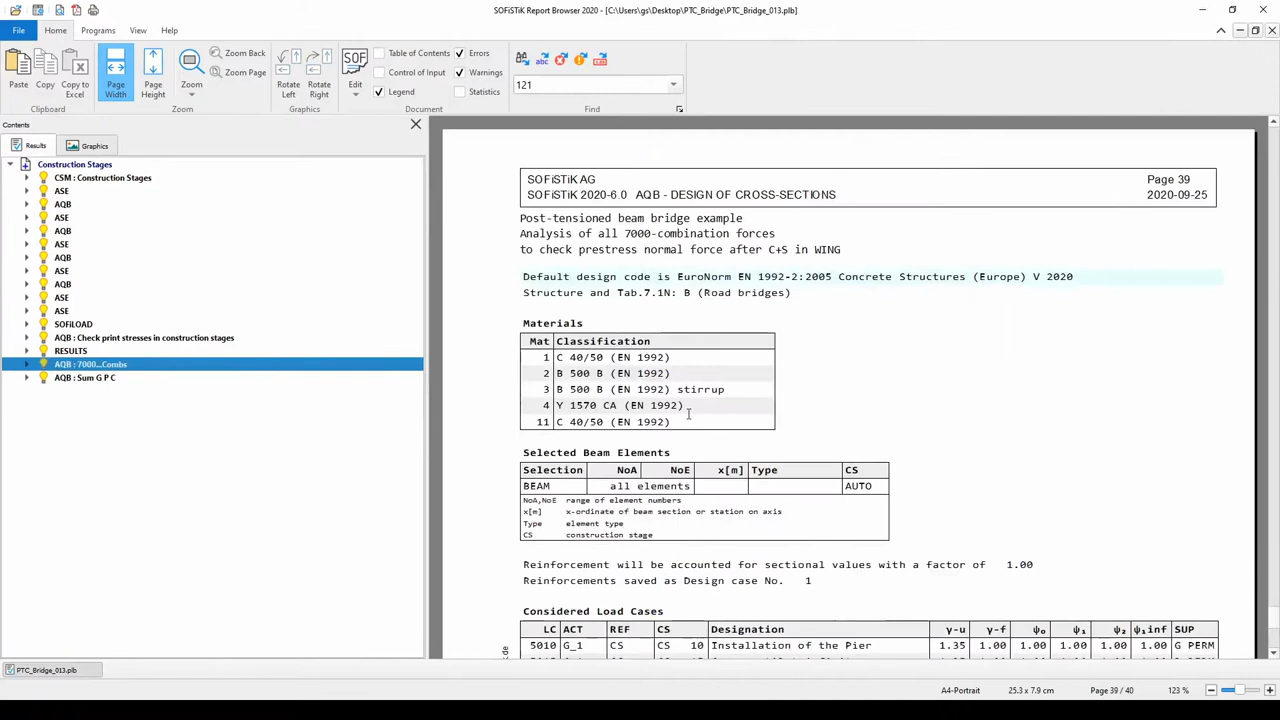 SOFiSTiK Report Browser 2020 - [C:\Users\gs\Desktop\PTC_Bridge\PTC_Bridge_013.plb]
File Home Programs View Help
Paste Copy Copy to Excel
Clipboard
Page Width Page Height Zoom Zoom Back Zoom Page
Zoom
Rotate Left Rotate Right
Graphics
SOF Edit
Table of Contents Errors
Control of Input Warnings
Legend Statistics
Document
abc
121
Find
Contents
Results Graphics
Construction Stages
CSM : Construction Stages
ASE
AQB
ASE
AQB
ASE
AQB
ASE
AQB
ASE
ASE
SOFiLOAD
AQB : Check print stresses in construction stages
RESULTS
AQB : 7000...Combs
AQB : Sum G P C
SOFiSTiK AG Page 39
SOFiSTiK 2020-6.0 AQB - DESIGN OF CROSS-SECTIONS 2020-09-25
Post-tensioned beam bridge example
Analysis of all 7000-combination forces
to check prestress normal force after C+S in WING
Default design code is EuroNorm EN 1992-2:2005 Concrete Structures (Europe) V 2020
Structure and Tab.7.1N: B (Road bridges)
Materials
Mat Classification
1 C 40/50 (EN 1992)
2 B 500 B (EN 1992)
3 B 500 B (EN 1992) stirrup
4 Y 1570 CA (EN 1992)
11 C 40/50 (EN 1992)
Selected Beam Elements
Selection NoA NoE x[m] Type CS
BEAM all elements AUTO
NoA,NoE range of element numbers
x[m] x-ordinate of beam section or station on axis
Type element type
CS construction stage
Reinforcement will be accounted for sectional values with a factor of 1.00
Reinforcements saved as Design case No. 1
Considered Load Cases
LC ACT REF CS Designation γ-u γ-f ψ₀ ψ₁ ψ₂ ψ₁inf SUP
5010 G_1 CS CS 10 Installation of the Pier 1.35 1.00 1.00 1.00 1.00 1.00 G PERM
PTC_Bridge_013.plb
A4-Portrait 25.3 x 7.9 cm Page 39 / 40 123 %